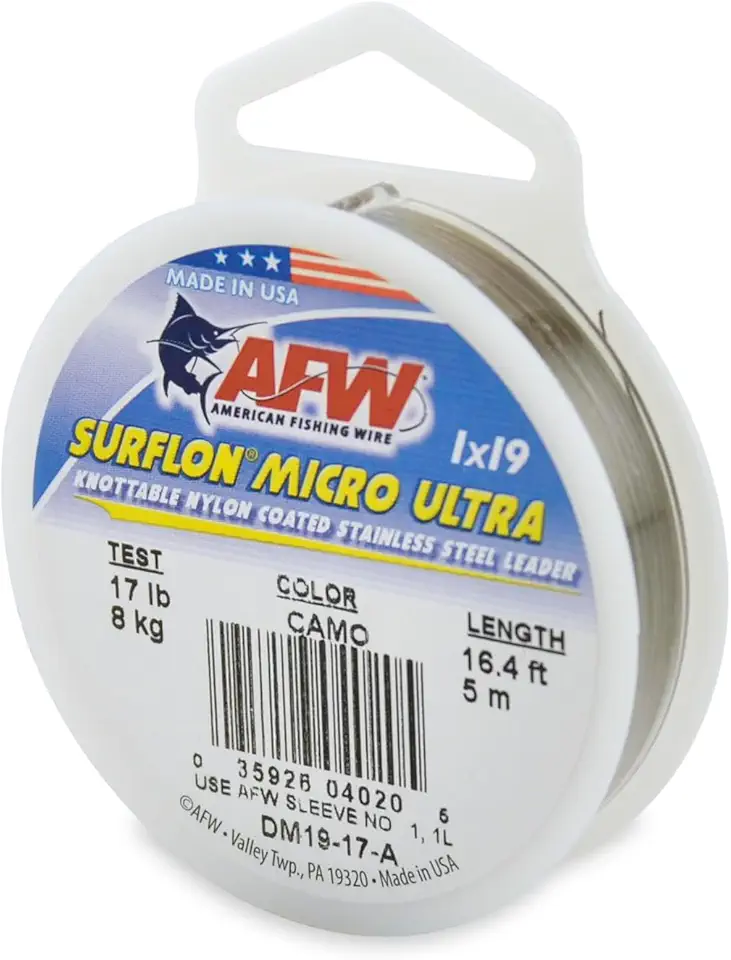 MADE IN USA
AFW
AMERICAN FISHING WIRE
1x19
SURFLON® MICRO ULTRA
KNOTTABLE NYLON COATED STAINLESS STEEL LEADER
TEST
17 lb
8 kg
COLOR
CAMO
LENGTH
16.4 ft
5 m
0 35926 04020 6
USE AFW SLEEVE NO 1, 1L
DM19-17-A
©AFW • Valley Twp., PA 19320 • Made in USA